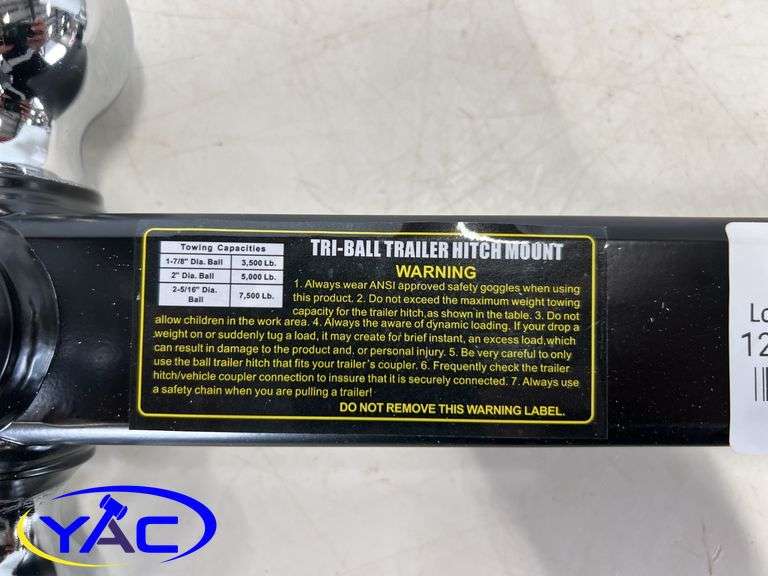 TRI-BALL TRAILER HITCH MOUNT
Towing Capacities
1-7/8" Dia. Ball 3,500 Lb.
2" Dia. Ball 5,000 Lb.
2-5/16" Dia. Ball 7,500 Lb.
WARNING
1. Always wear ANSI approved safety goggles when using
this product. 2. Do not exceed the maximum weight towing
capacity for the trailer hitch,as shown in the table. 3. Do not
allow children in the work area. 4. Always the aware of dynamic loading. If your drop a
weight on or suddenly tug a load, it may create for brief instant, an excess load,which
can result in damage to the product and. or personal injury. 5. Be very careful to only
use the ball trailer hitch that fits your trailer's coupler. 6. Frequently check the trailer
hitch/vehicle coupler connection to inssure that it is securely connected. 7. Always use
a safety chain when you are pulling a trailer!
DO NOT REMOVE THIS WARNING LABEL.
YAC